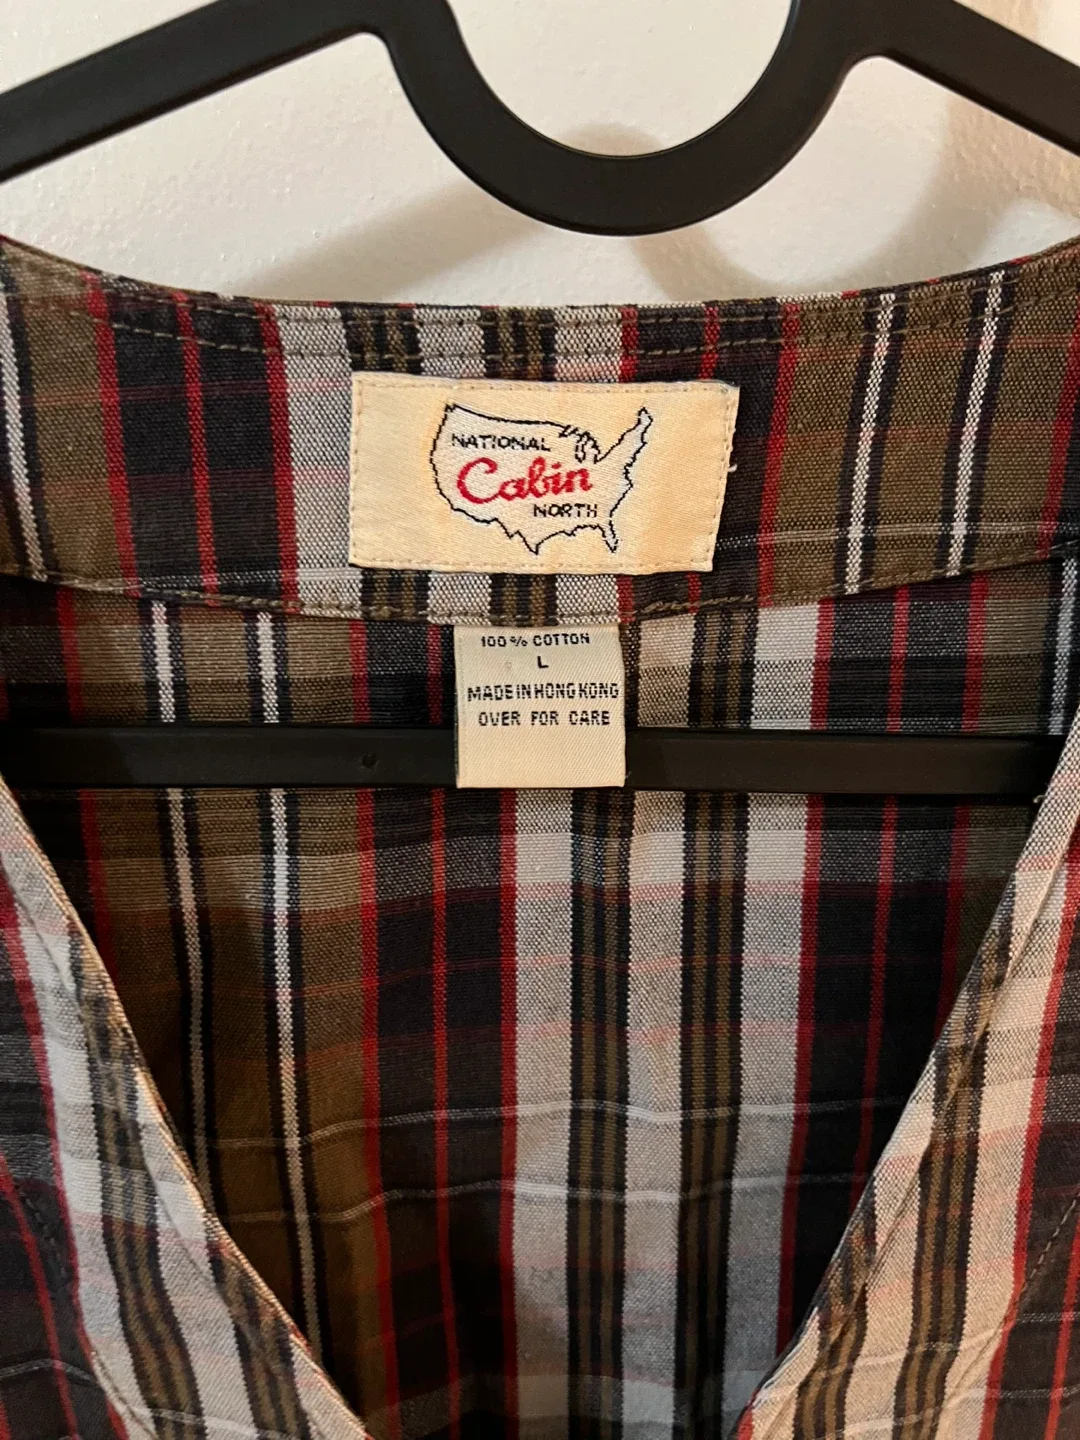 NATIONAL
Cabin
NORTH
100% COTTON
L
MADE IN HONG KONG
OVER FOR CARE